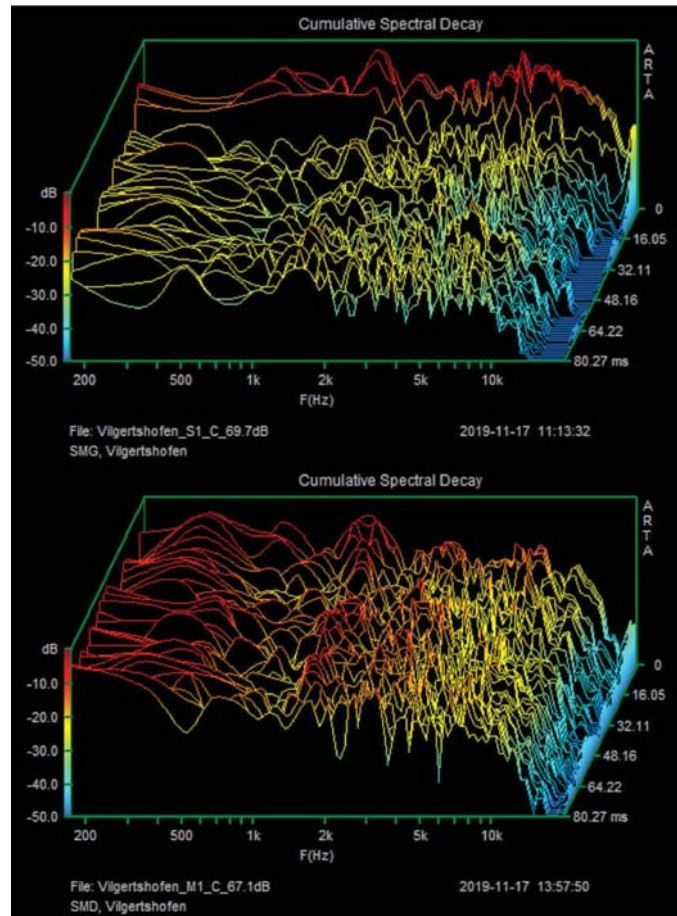 Cumulative Spectral Decay
A
R
T
A
dB
-10.0
-20.0
-30.0
-40.0
-50.0
0
16.05
32.11
48.16
64.22
80.27 ms
200 500 1k 2k 5k 10k
F(Hz)
File: Vilgertshofen_S1_C_69.7dB 2019-11-17 11:13:32
SMG, Vilgertshofen
Cumulative Spectral Decay
A
R
T
A
dB
-10.0
-20.0
-30.0
-40.0
-50.0
0
16.05
32.11
48.16
64.22
80.27 ms
200 500 1k 2k 5k 10k
F(Hz)
File: Vilgertshofen_M1_C_67.1dB 2019-11-17 13:57:50
SMD, Vilgertshofen